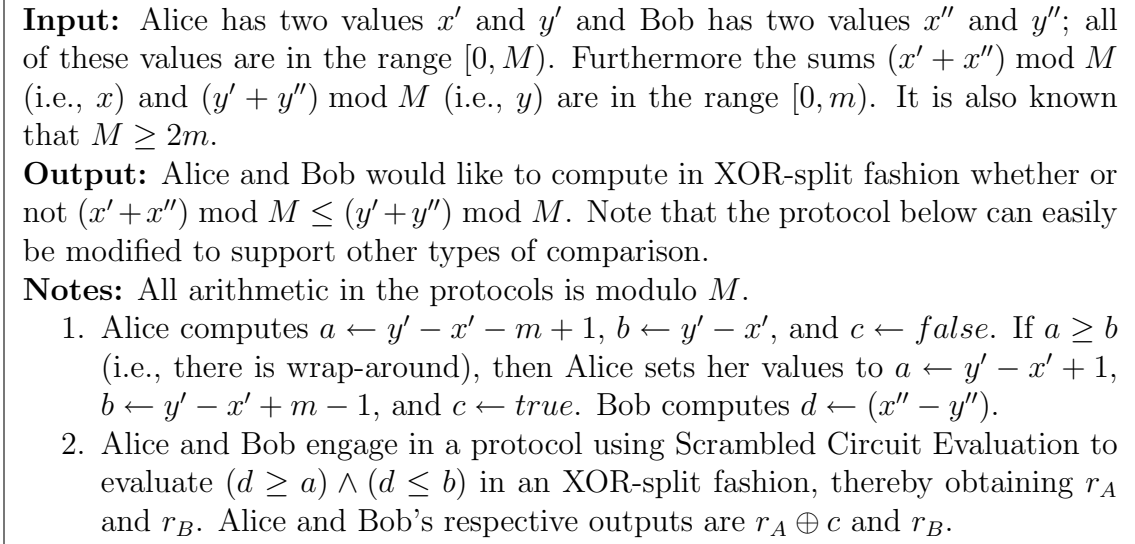 Input: Alice has two values x′ and y′ and Bob has two values x″ and y″; all
of these values are in the range [0, M). Furthermore the sums (x′ + x″) mod M
(i.e., x) and (y′ + y″) mod M (i.e., y) are in the range [0, m). It is also known
that M ≥ 2m.
Output: Alice and Bob would like to compute in XOR-split fashion whether or
not (x′+x″) mod M ≤ (y′+y″) mod M. Note that the protocol below can easily
be modified to support other types of comparison.
Notes: All arithmetic in the protocols is modulo M.
1. Alice computes a ← y′ − x′ − m + 1, b ← y′ − x′, and c ← false. If a ≥ b
(i.e., there is wrap-around), then Alice sets her values to a ← y′ − x′ + 1,
b ← y′ − x′ + m − 1, and c ← true. Bob computes d ← (x″ − y″).
2. Alice and Bob engage in a protocol using Scrambled Circuit Evaluation to
evaluate (d ≥ a) ∧ (d ≤ b) in an XOR-split fashion, thereby obtaining r_A
and r_B. Alice and Bob's respective outputs are r_A ⊕ c and r_B.